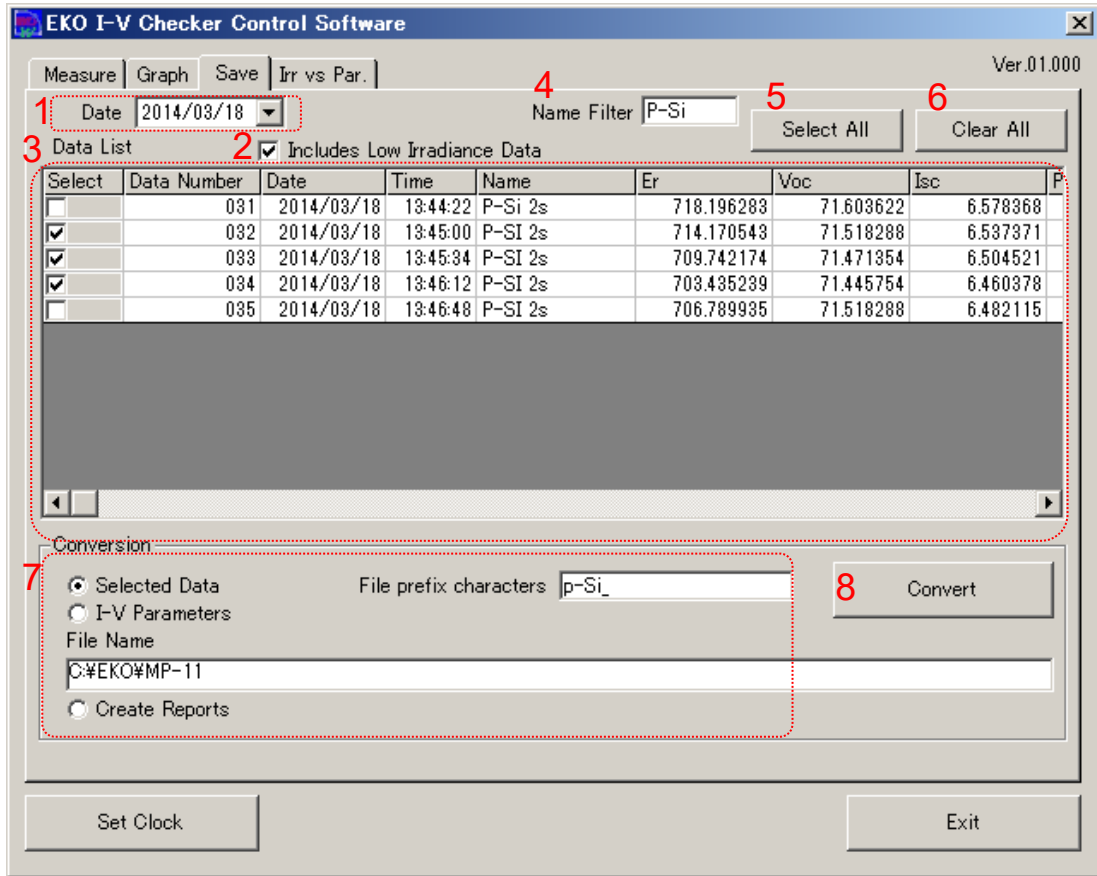 EKO I-V Checker Control Software
Ver.01.000
Measure Graph Save Irr vs Par.
1 Date 2014/03/18 4 Name Filter P-Si 5 Select All 6 Clear All
3 Data List 2 Includes Low Irradiance Data
Select Data Number Date Time Name Er Voc Isc P
031 2014/03/18 13:44:22 P-Si 2s 718.196283 71.603622 6.578368
032 2014/03/18 13:45:00 P-SI 2s 714.170543 71.518288 6.537371
033 2014/03/18 13:45:34 P-SI 2s 709.742174 71.471354 6.504521
034 2014/03/18 13:46:12 P-SI 2s 703.435239 71.445754 6.460378
035 2014/03/18 13:46:48 P-SI 2s 706.789935 71.518288 6.482115
Conversion
7 Selected Data File prefix characters p-Si_ 8 Convert
I-V Parameters
File Name
C:¥EKO¥MP-11
Create Reports
Set Clock Exit